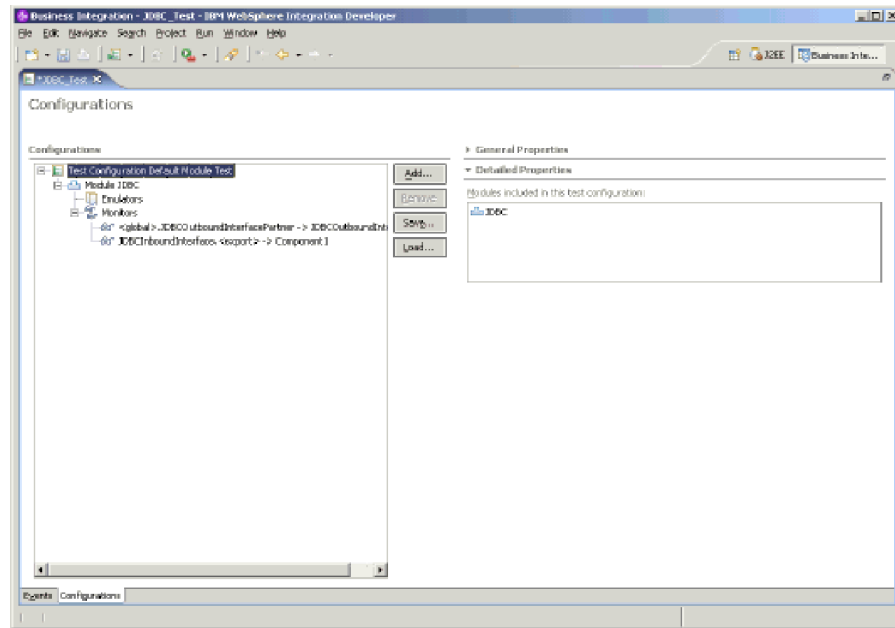 Business Integration - JDBC_Test - IBM WebSphere Integration Developer
File Edit Navigate Search Project Run Window Help
J2EE Business Inte...
*JDBC_Test
Configurations
Configurations
General Properties
Test Configuration Default Module Test
Add...
Detailed Properties
Module JDBC
Emulators
Remove
Modules included in this test configuration:
Monitors
JDBC
<global>.JDBCOutboundInterfacePartner -> JDBCOutboundInt
Save...
JDBCInboundInterface.<export> -> Component1
Load...
Events Configurations